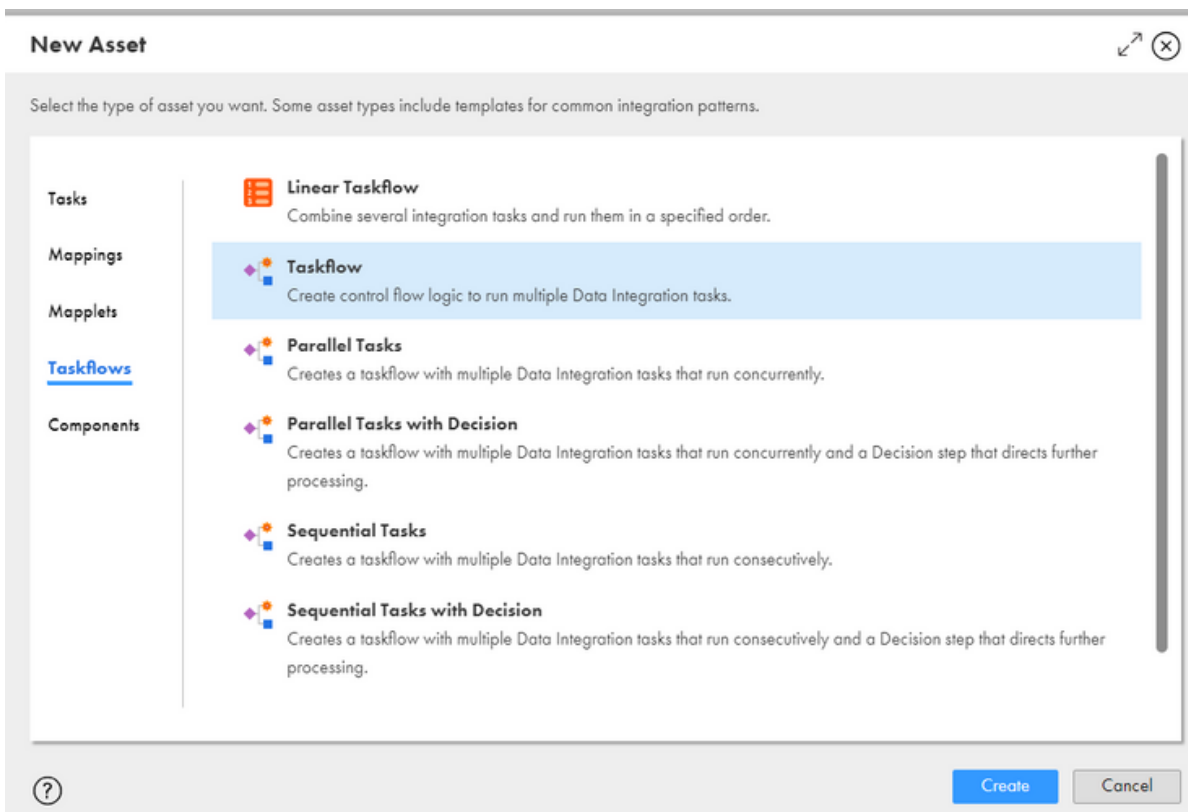 New Asset
Select the type of asset you want. Some asset types include templates for common integration patterns.
Tasks
Mappings
Mapplets
Taskflows
Components
Linear Taskflow
Combine several integration tasks and run them in a specified order.
Taskflow
Create control flow logic to run multiple Data Integration tasks.
Parallel Tasks
Creates a taskflow with multiple Data Integration tasks that run concurrently.
Parallel Tasks with Decision
Creates a taskflow with multiple Data Integration tasks that run concurrently and a Decision step that directs further
processing.
Sequential Tasks
Creates a taskflow with multiple Data Integration tasks that run consecutively.
Sequential Tasks with Decision
Creates a taskflow with multiple Data Integration tasks that run consecutively and a Decision step that directs further
processing.
?
Create
Cancel